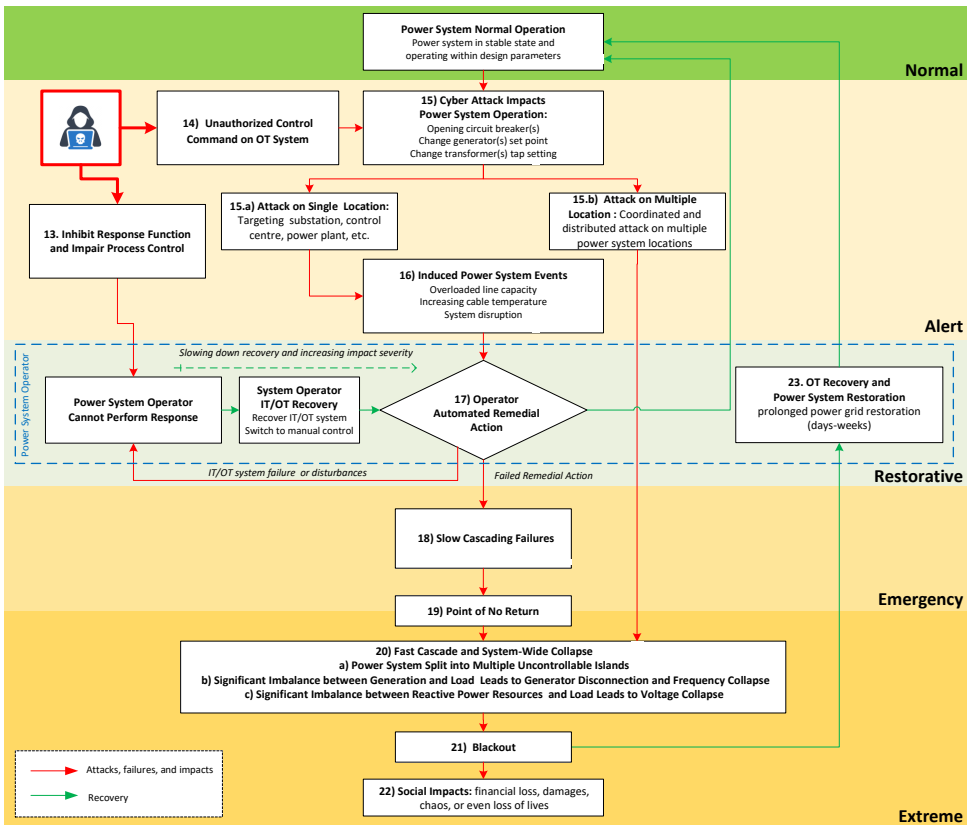 Power System Normal Operation
Power system in stable state and
operating within design parameters
Normal
14) Unauthorized Control
Command on OT System
15) Cyber Attack Impacts
Power System Operation:
Opening circuit breaker(s)
Change generator(s) set point
Change transformer(s) tap setting
15.a) Attack on Single Location:
Targeting substation, control
centre, power plant, etc.
15.b) Attack on Multiple
Location : Coordinated and
distributed attack on multiple
power system locations
13. Inhibit Response Function
and Impair Process Control
16) Induced Power System Events
Overloaded line capacity
Increasing cable temperature
System disruption
Alert
Power System Operator
Slowing down recovery and increasing impact severity
Power System Operator
Cannot Perform Response
System Operator
IT/OT Recovery
Recover IT/OT system
Switch to manual control
17) Operator
Automated Remedial
Action
23. OT Recovery and
Power System Restoration
prolonged power grid restoration
(days-weeks)
IT/OT system failure or disturbances
Failed Remedial Action
Restorative
18) Slow Cascading Failures
Emergency
19) Point of No Return
20) Fast Cascade and System-Wide Collapse
a) Power System Split into Multiple Uncontrollable Islands
b) Significant Imbalance between Generation and Load Leads to Generator Disconnection and Frequency Collapse
c) Significant Imbalance between Reactive Power Resources and Load Leads to Voltage Collapse
21) Blackout
22) Social Impacts: financial loss, damages,
chaos, or even loss of lives
Attacks, failures, and impacts
Recovery
Extreme